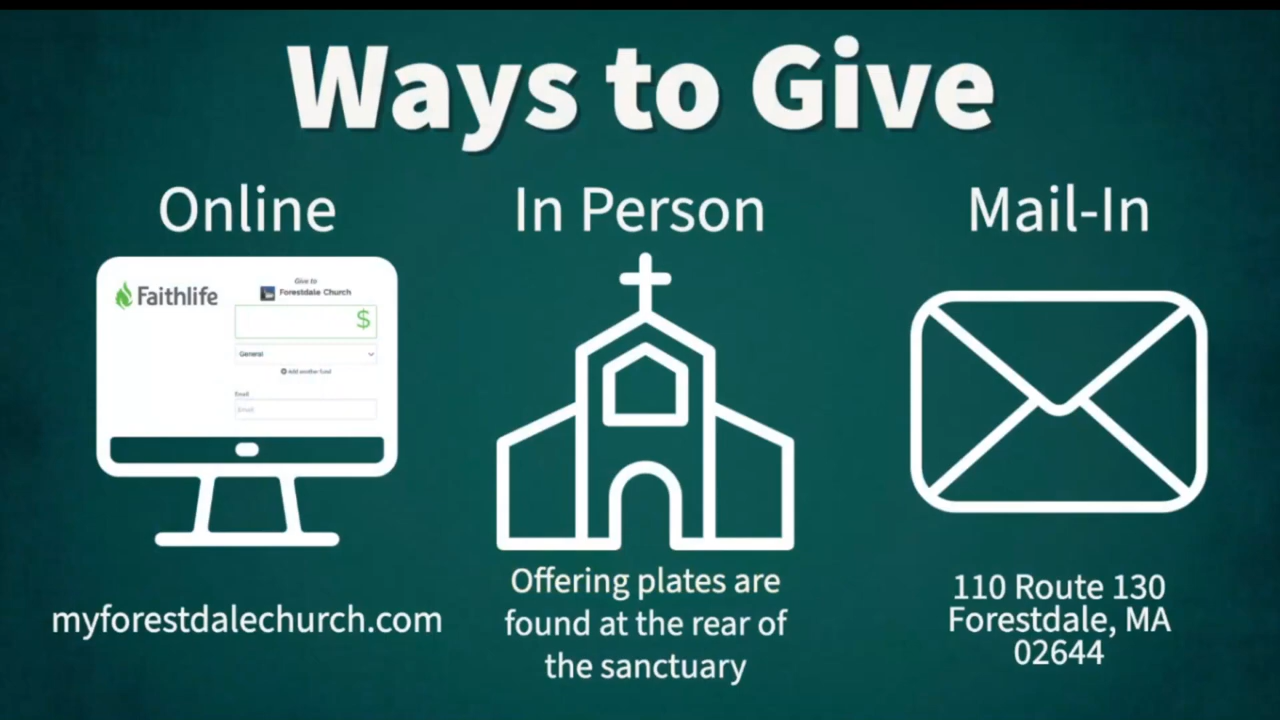 Ways to Give
Online
In Person
Mail-In
Faithlife
Give to
Forestdale Church
$
General
Add another fund
Email
Email
myforestdalechurch.com
Offering plates are
found at the rear of
the sanctuary
110 Route 130
Forestdale, MA
02644